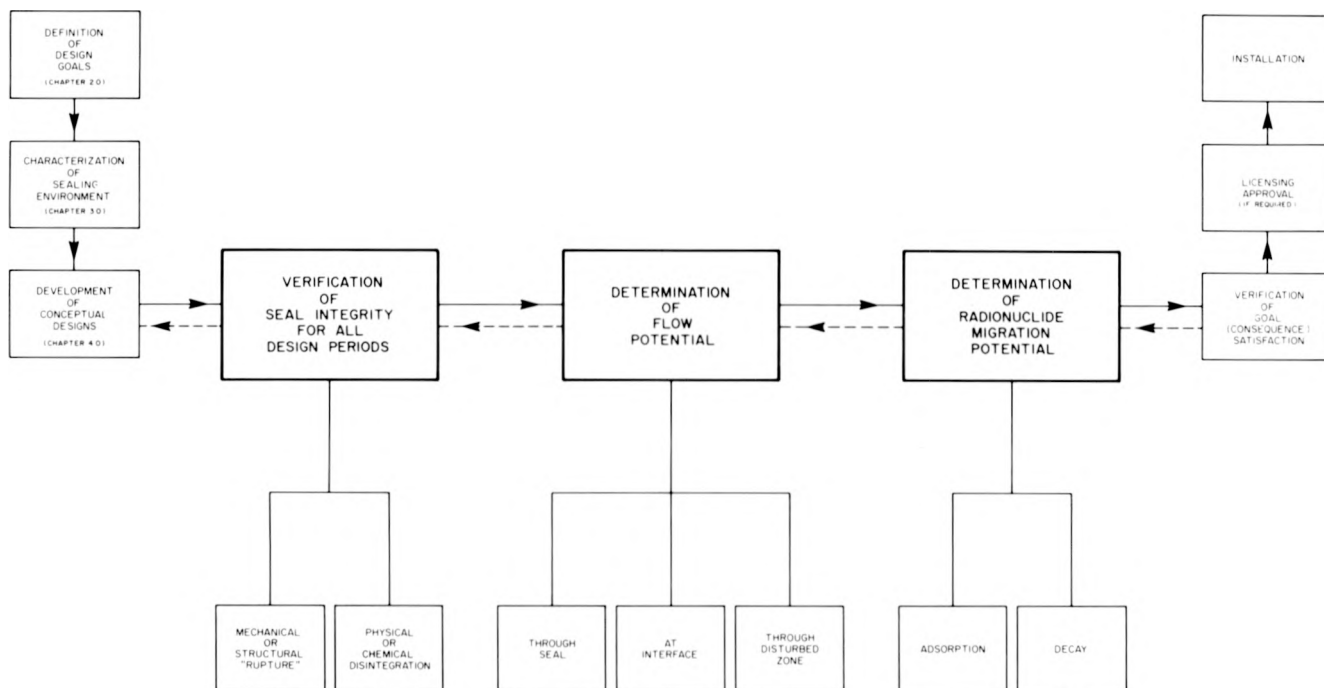 DEFINITION
OF
DESIGN
GOALS
(CHAPTER 2.0)
CHARACTERIZATION
OF
SEALING
ENVIRONMENT
(CHAPTER 3.0)
DEVELOPMENT
OF
CONCEPTUAL
DESIGNS
(CHAPTER 4.0)
VERIFICATION
OF
SEAL INTEGRITY
FOR ALL
DESIGN PERIODS
DETERMINATION
OF
FLOW
POTENTIAL
DETERMINATION
OF
RADIONUCLIDE
MIGRATION
POTENTIAL
INSTALLATION
LICENSING
APPROVAL
(IF REQUIRED)
VERIFICATION
OF
GOAL
(CONSEQUENCE)
SATISFACTION
MECHANICAL
OR
STRUCTURAL
"RUPTURE"
PHYSICAL
OR
CHEMICAL
DISINTEGRATION
THROUGH
SEAL
AT
INTERFACE
THROUGH
DISTURBED
ZONE
ADSORPTION
DECAY